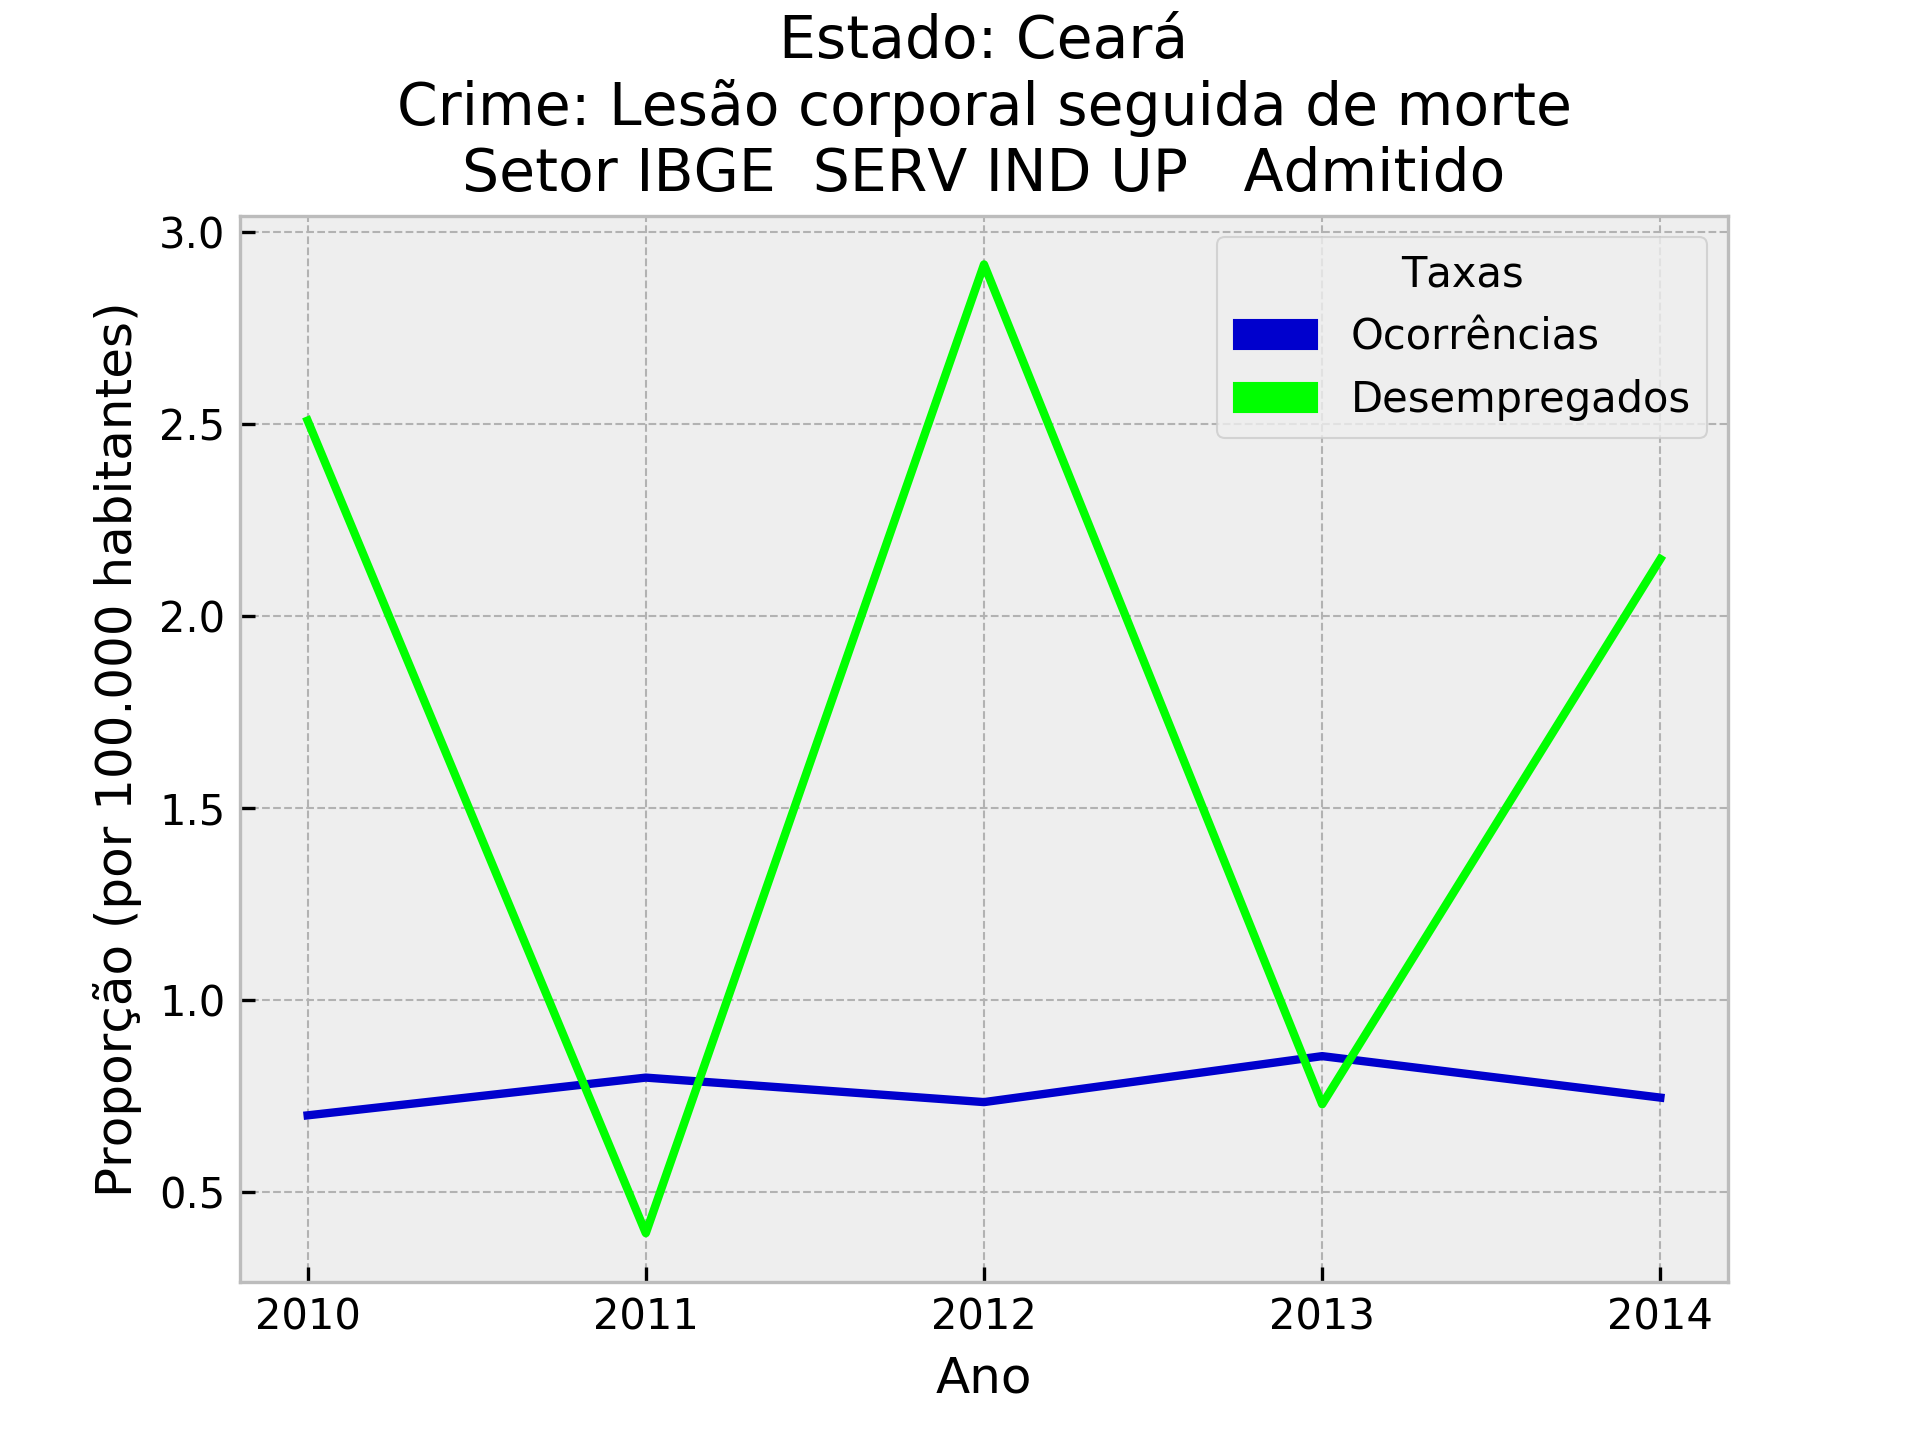 Estado: Ceará
Crime: Lesão corporal seguida de morte
Setor IBGE  SERV IND UP   Admitido
3.0
2.5
2.0
1.5
1.0
0.5
Proporção (por 100.000 habitantes)
Taxas
Ocorrências
Desempregados
2010 2011 2012 2013 2014
Ano